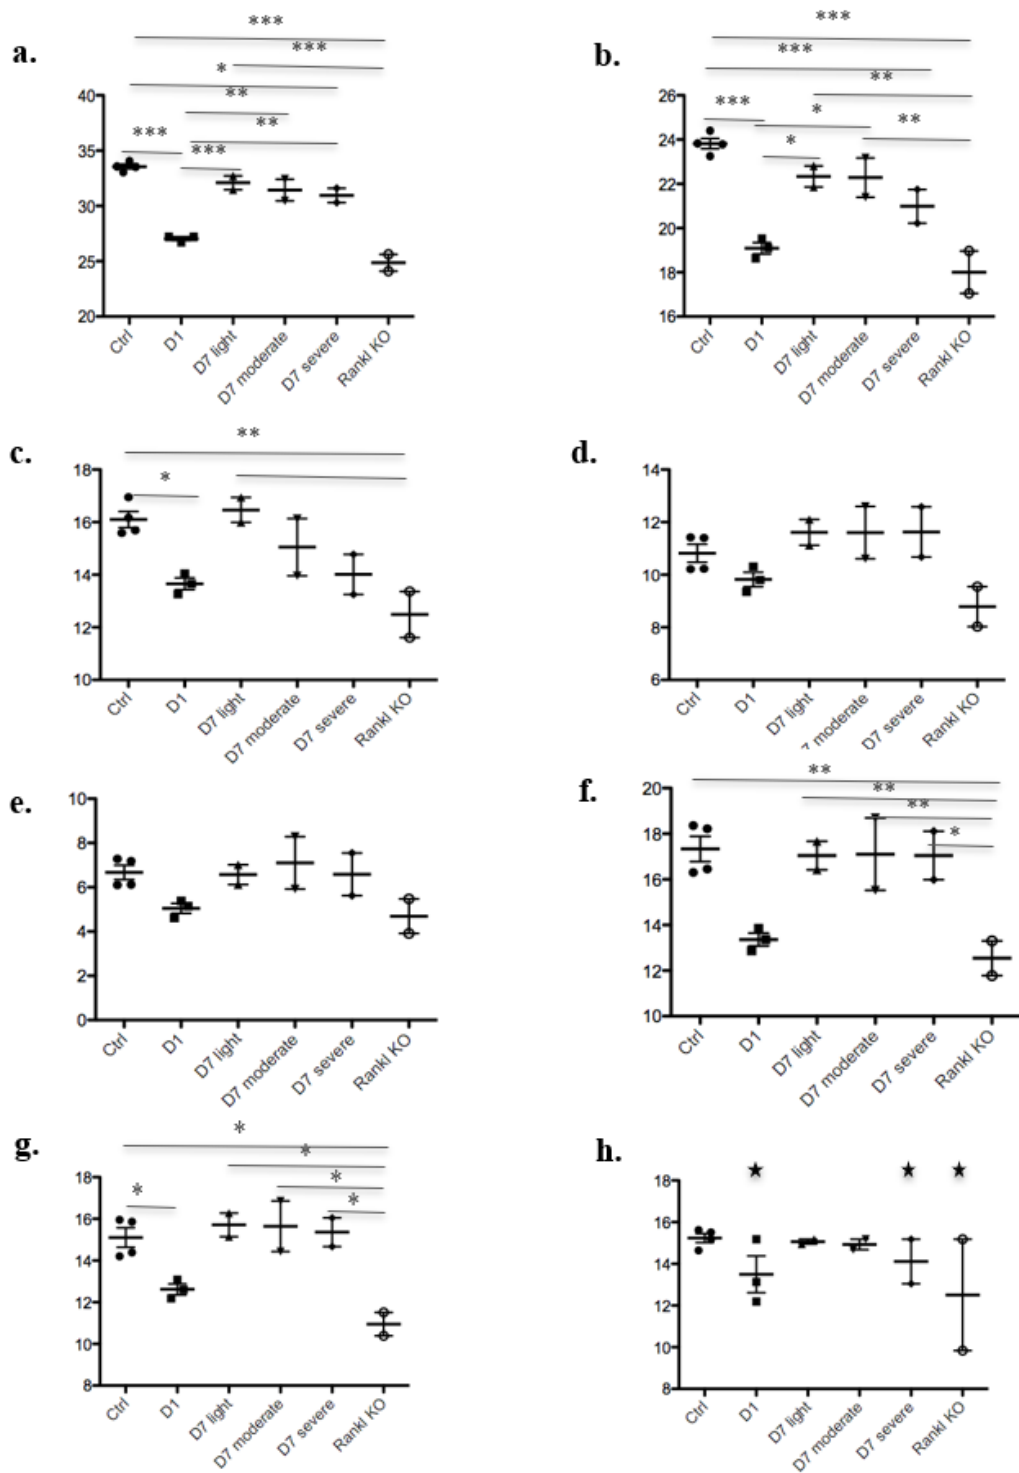 a.
***
***
*
**
**
***
***
40
35
30
25
20
Ctrl
D1
D7 light
D7 moderate
D7 severe
Rankl KO
b.
***
***
**
***
*
**
*
26
24
22
20
18
16
Ctrl
D1
D7 light
D7 moderate
D7 severe
Rankl KO
c.
**
*
18
16
14
12
10
Ctrl
D1
D7 light
D7 moderate
D7 severe
Rankl KO
d.
14
12
10
8
6
Ctrl
D1
D7 light
D7 moderate
D7 severe
Rankl KO
e.
10
8
6
4
2
0
Ctrl
D1
D7 light
D7 moderate
D7 severe
Rankl KO
f.
**
**
**
*
20
18
16
14
12
10
Ctrl
D1
D7 light
D7 moderate
D7 severe
Rankl KO
g.
*
*
*
*
*
18
16
14
12
10
8
Ctrl
D1
D7 light
D7 moderate
D7 severe
Rankl KO
h.
★ ★ ★
18
16
14
12
10
8
Ctrl
D1
D7 light
D7 moderate
D7 severe
Rankl KO